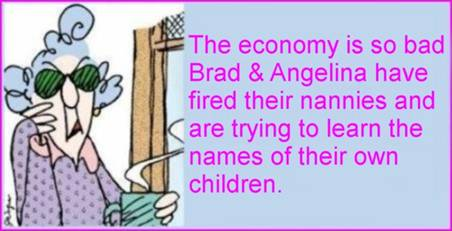 The economy is so bad
Brad & Angelina have
fired their nannies and
are trying to learn the
names of their own
children.